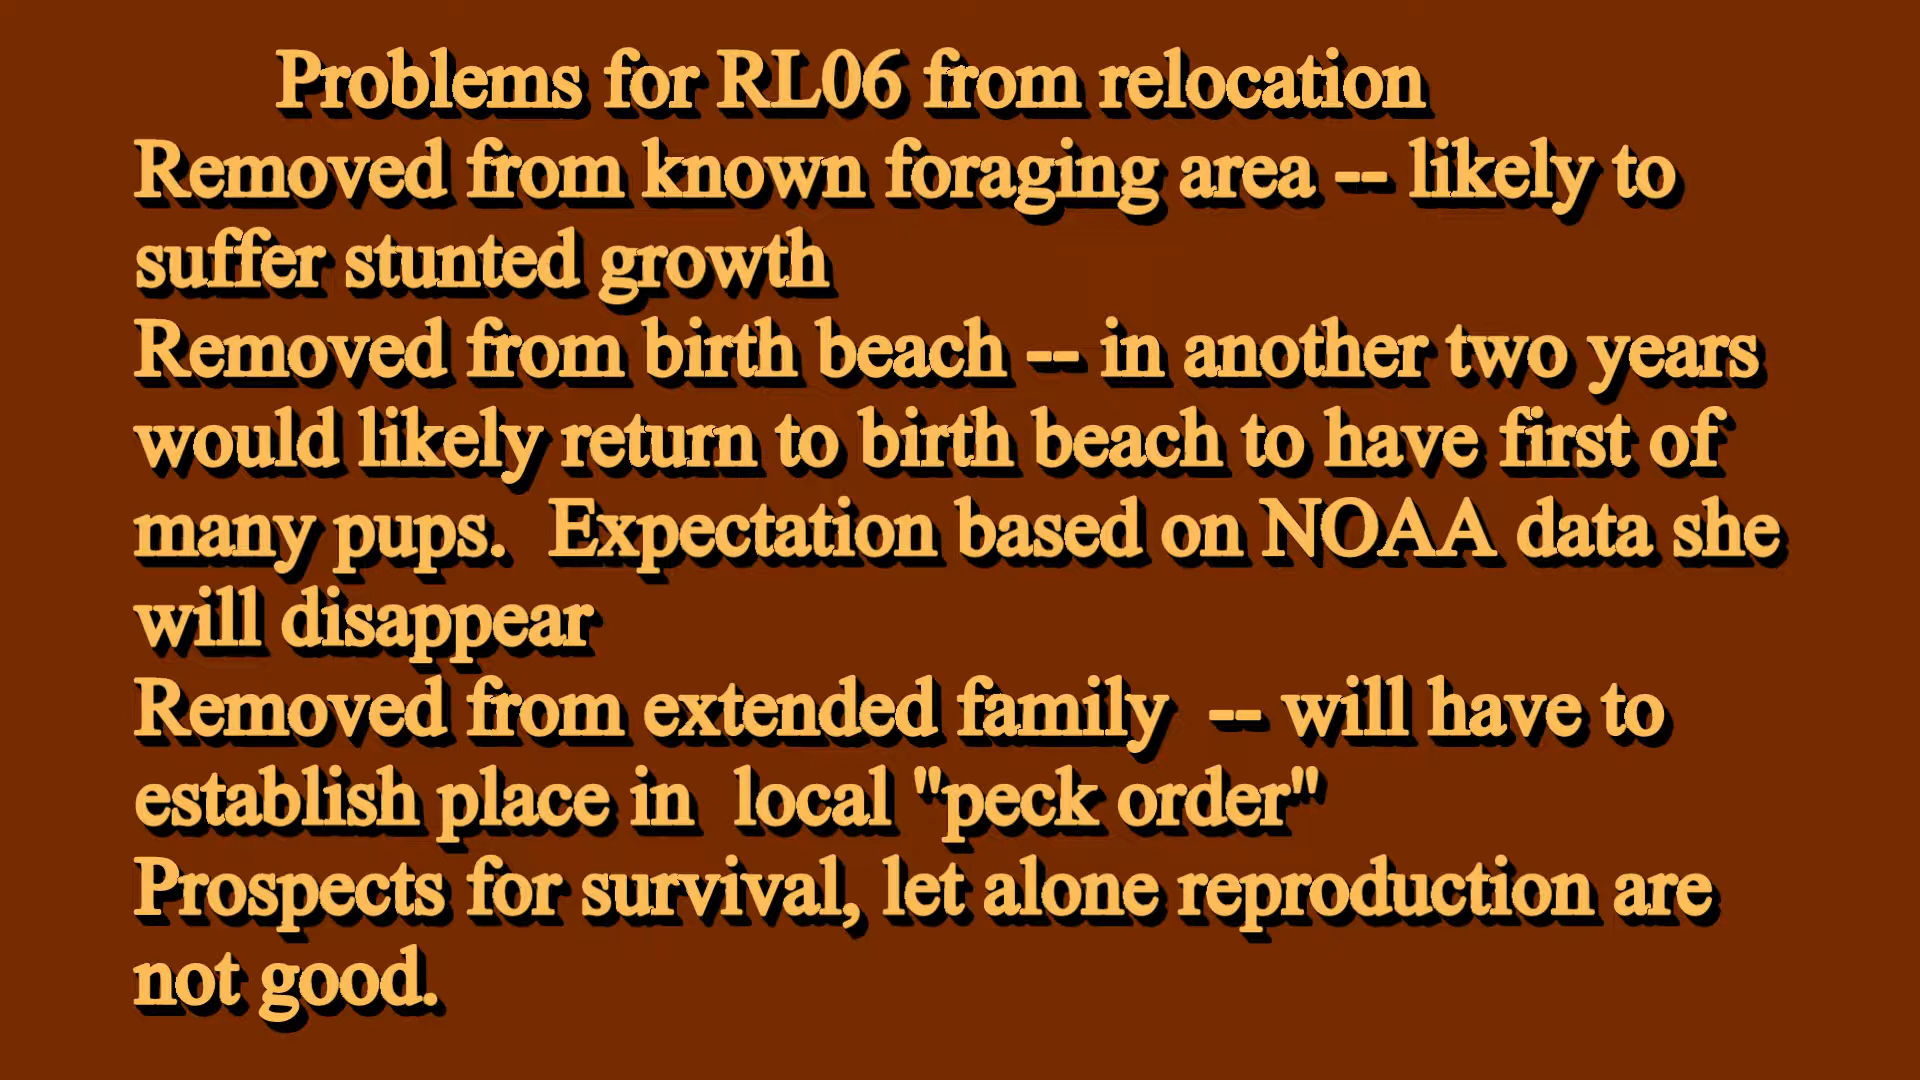 Problems for RL06 from relocation
Removed from known foraging area -- likely to
suffer stunted growth
Removed from birth beach -- in another two years
would likely return to birth beach to have first of
many pups.  Expectation based on NOAA data she
will disappear
Removed from extended family  -- will have to
establish place in  local "peck order"
Prospects for survival, let alone reproduction are
not good.